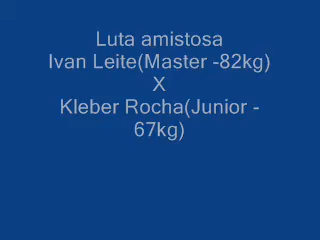 Luta amistosa
Ivan Leite(Master -82kg)
X
Kleber Rocha(Junior -
67kg)